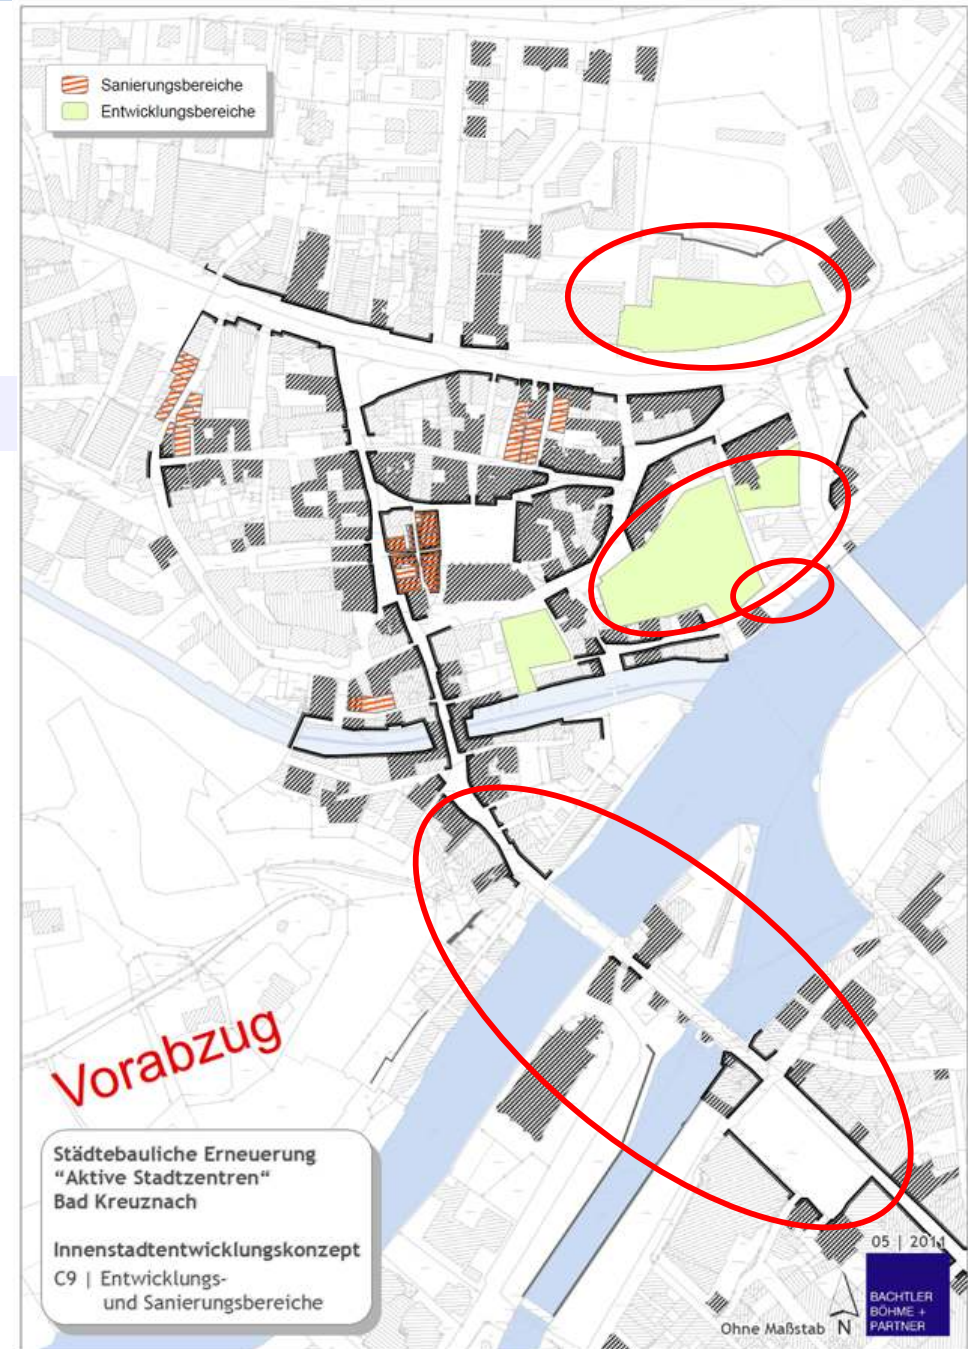 Sanierungsbereiche
Entwicklungsbereiche
Vorabzug
Städtebauliche Erneuerung
“Aktive Stadtzentren“
Bad Kreuznach
Innenstadtentwicklungskonzept
C9 | Entwicklungs-
und Sanierungsbereiche
05 | 2011
Ohne Maßstab N
BACHTLER
BÖHME +
PARTNER